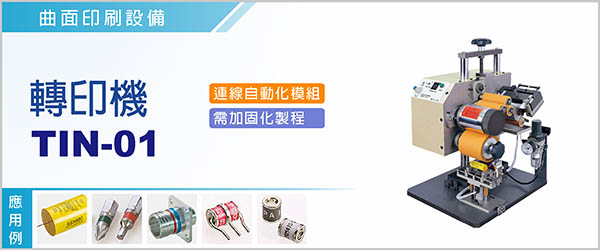 曲面印刷設備
轉印機
TIN-01
連線自動化模組
需加固化製程
應用例